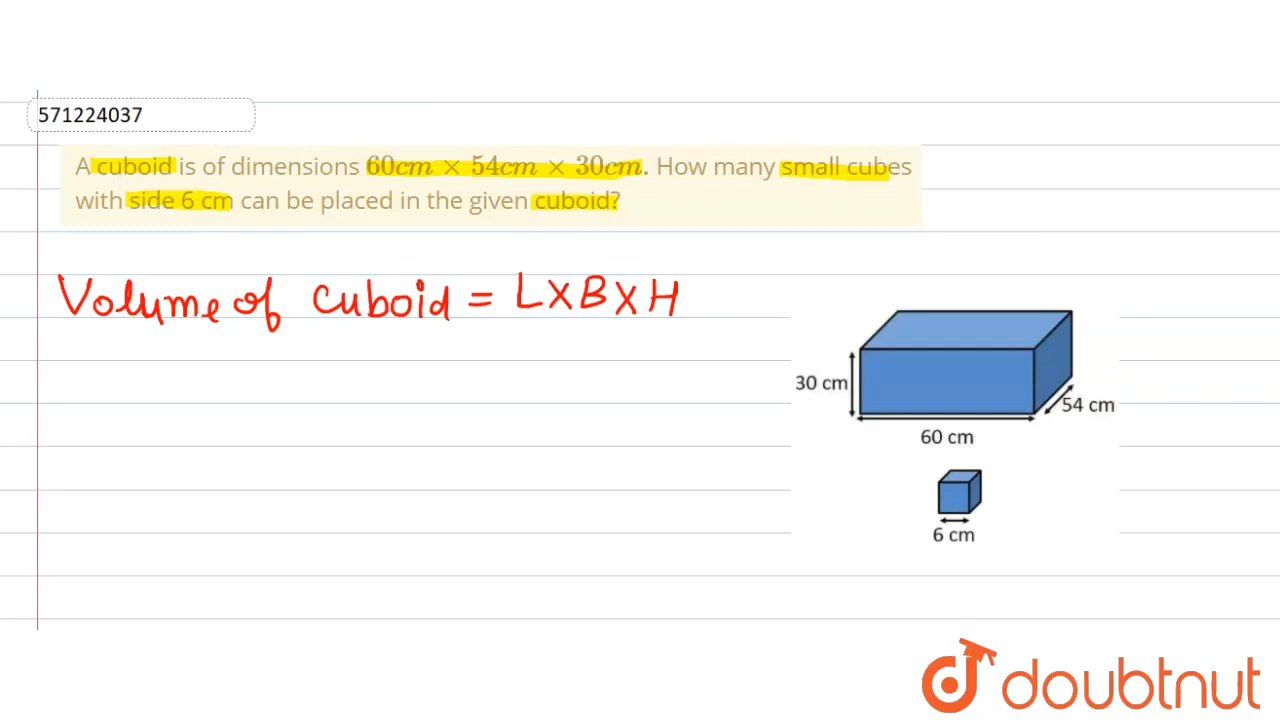 571224037
A cuboid is of dimensions 60cm × 54cm × 30cm. How many small cubes
with side 6 cm can be placed in the given cuboid?
Volume of cuboid = L×B×H
30 cm
54 cm
60 cm
6 cm
doubtnut